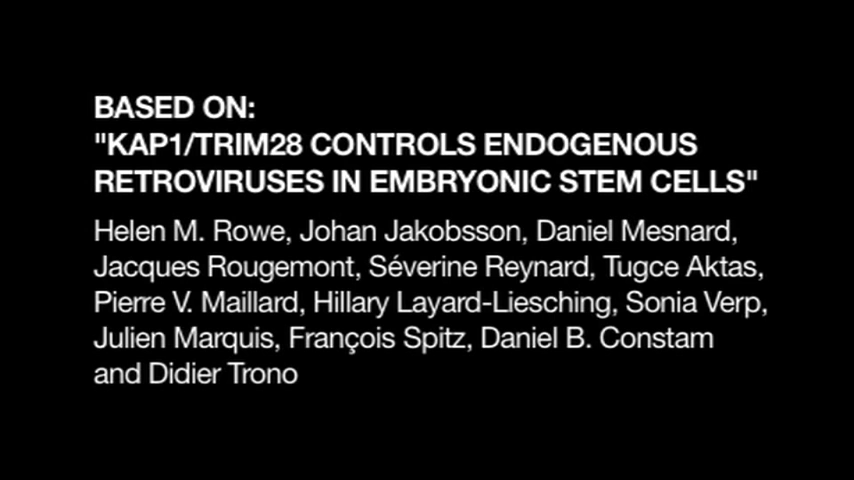 BASED ON:
"KAP1/TRIM28 CONTROLS ENDOGENOUS
RETROVIRUSES IN EMBRYONIC STEM CELLS"
Helen M. Rowe, Johan Jakobsson, Daniel Mesnard,
Jacques Rougemont, Séverine Reynard, Tugce Aktas,
Pierre V. Maillard, Hillary Layard-Liesching, Sonia Verp,
Julien Marquis, François Spitz, Daniel B. Constam
and Didier Trono